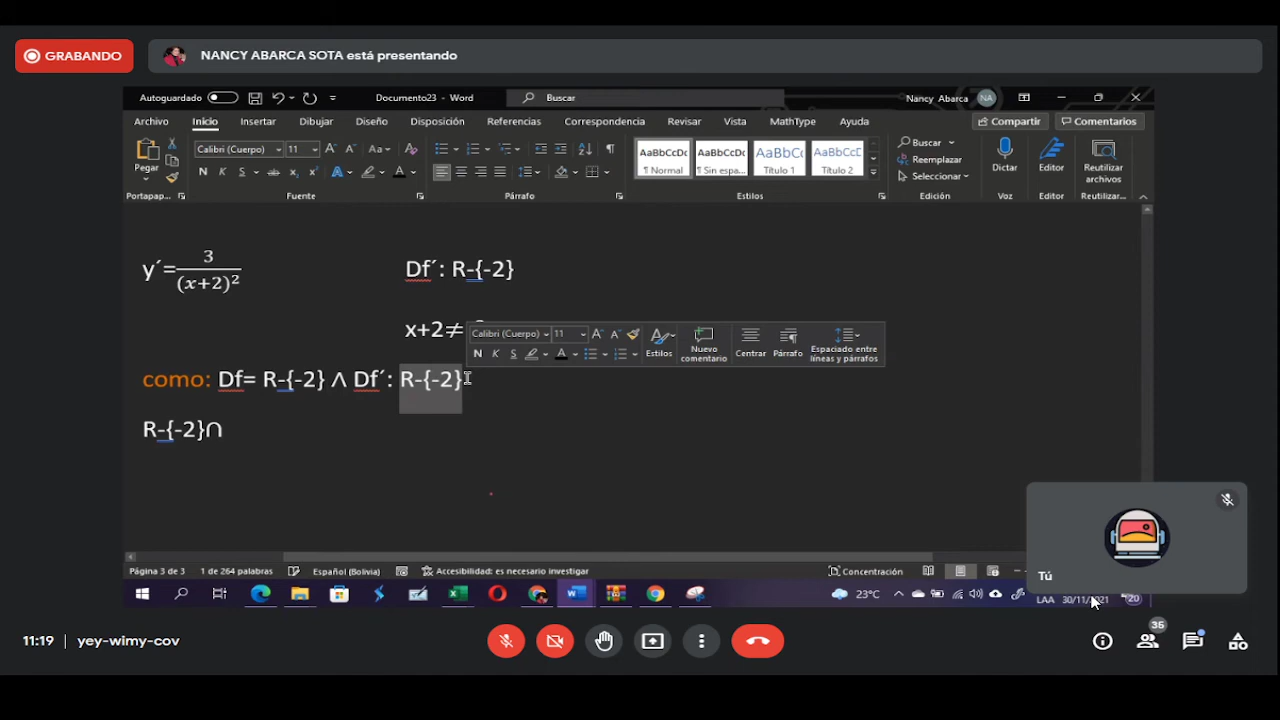 GRABANDO
NANCY ABARCA SOTA está presentando
Autoguardado
Documento23 - Word
Buscar
Nancy Abarca
NA
Archivo
Inicio
Insertar
Dibujar
Diseño
Disposición
Referencias
Correspondencia
Revisar
Vista
MathType
Ayuda
Compartir
Comentarios
Pegar
Calibri (Cuerpo)
11
N K S
Portapap...
Fuente
Párrafo
AaBbCcDc
¶ Normal
AaBbCcDc
¶ Sin espa...
AaBbCc
Título 1
AaBbCcD
Título 2
Estilos
Buscar
Reemplazar
Seleccionar
Edición
Dictar
Voz
Editor
Editor
Reutilizar archivos
Reutilizar...
y´=3/(x+2)²
Df´: R-{-2}
x+2≠
Calibri (Cuerpo) 11
N K S
Estilos
Nuevo comentario
Centrar
Párrafo
Espaciado entre líneas y párrafos
como: Df= R-{-2} ∧ Df´: R-{-2}
R-{-2}∩
Tú
Página 3 de 3
1 de 264 palabras
Español (Bolivia)
Accesibilidad: es necesario investigar
Concentración
23°C
LAA
30/11/2021
20
11:19 | yey-wimy-cov
36